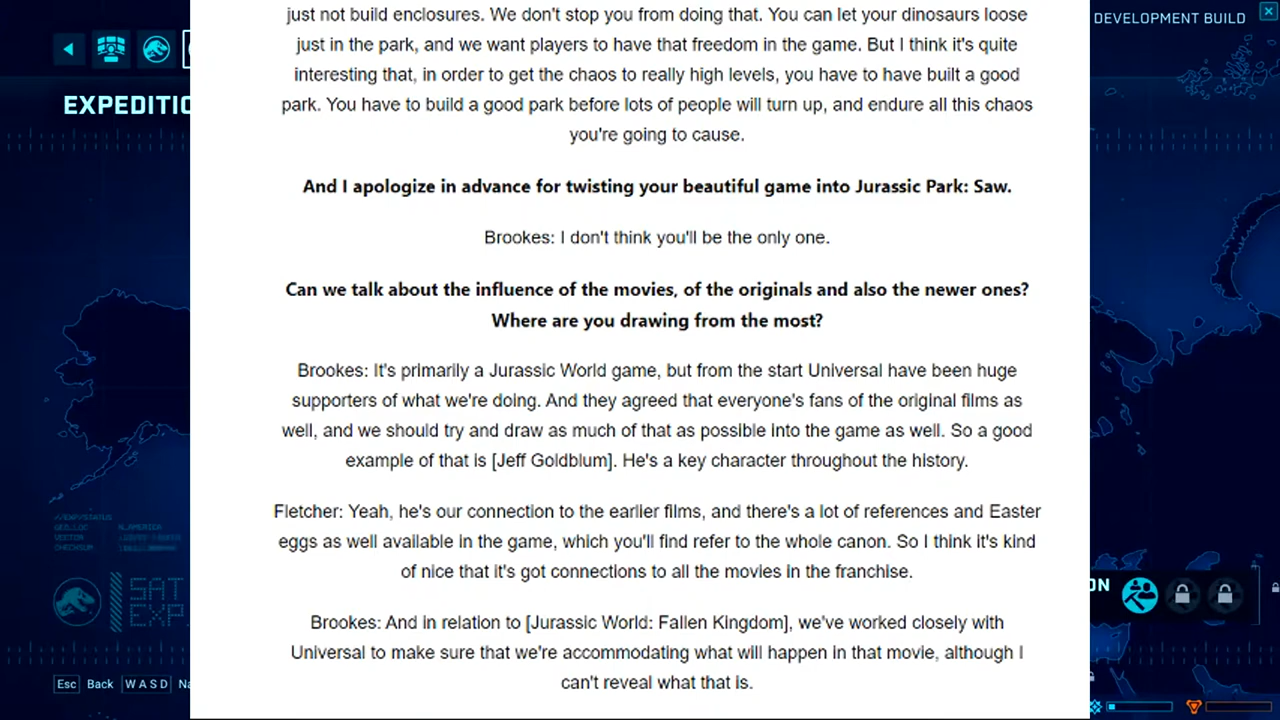 just not build enclosures. We don't stop you from doing that. You can let your dinosaurs loose
DEVELOPMENT BUILD
just in the park, and we want players to have that freedom in the game. But I think it's quite
interesting that, in order to get the chaos to really high levels, you have to have built a good
EXPEDITIO
park. You have to build a good park before lots of people will turn up, and endure all this chaos
you're going to cause.
And I apologize in advance for twisting your beautiful game into Jurassic Park: Saw.
Brookes: I don't think you'll be the only one.
Can we talk about the influence of the movies, of the originals and also the newer ones?
Where are you drawing from the most?
Brookes: It's primarily a Jurassic World game, but from the start Universal have been huge
supporters of what we're doing. And they agreed that everyone's fans of the original films as
well, and we should try and draw as much of that as possible into the game as well. So a good
example of that is [Jeff Goldblum]. He's a key character throughout the history.
Fletcher: Yeah, he's our connection to the earlier films, and there's a lot of references and Easter
eggs as well available in the game, which you'll find refer to the whole canon. So I think it's kind
of nice that it's got connections to all the movies in the franchise.
Brookes: And in relation to [Jurassic World: Fallen Kingdom], we've worked closely with
Universal to make sure that we're accommodating what will happen in that movie, although I
can't reveal what that is.
SAT
EXP.
ON
Esc Back W A S D Na